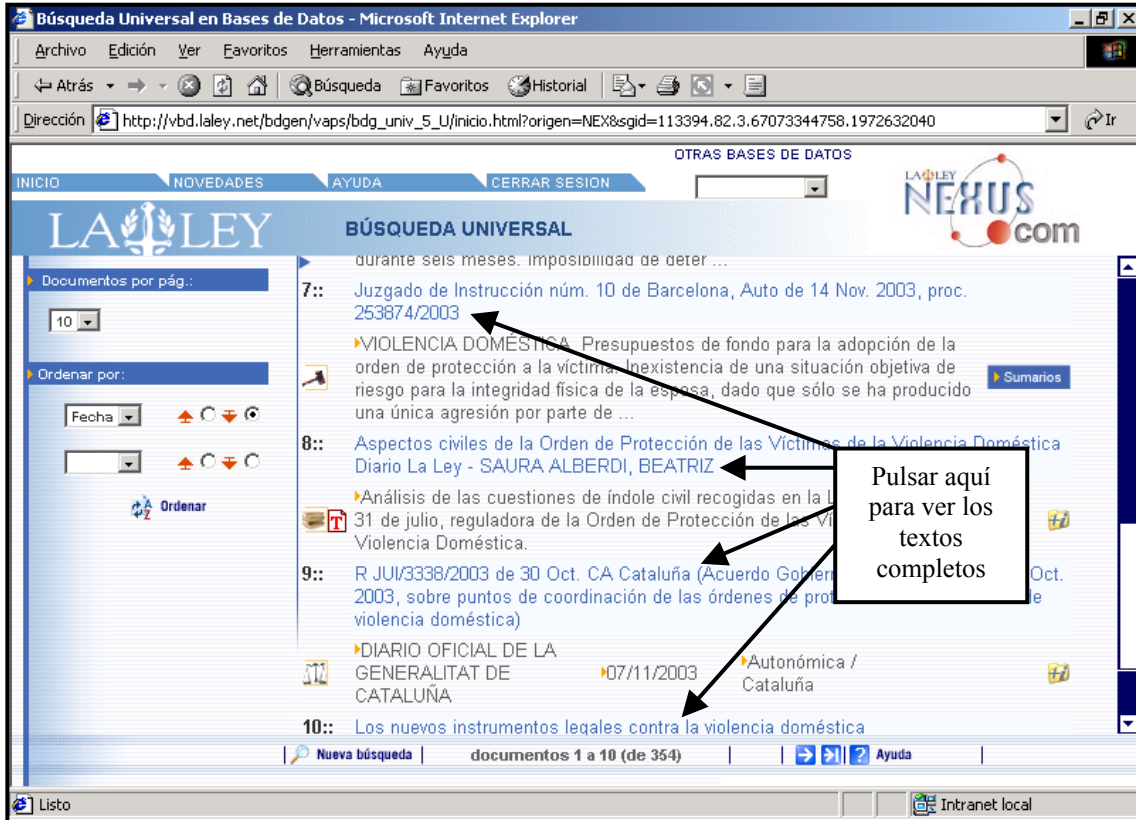 Búsqueda Universal en Bases de Datos - Microsoft Internet Explorer
Archivo Edición Ver Favoritos Herramientas Ayuda
Atrás Búsqueda Favoritos Historial
Dirección http://vbd.laley.net/bdgen/vaps/bdg_univ_5_U/inicio.html?origen=NEX&sgid=113394.82.3.67073344758.1972632040 Ir
OTRAS BASES DE DATOS
INICIO NOVEDADES AYUDA CERRAR SESION
LA LEY NEXUS .com
LA LEY BÚSQUEDA UNIVERSAL
Documentos por pág.:
10
Ordenar por:
Fecha
Ordenar
durante seis meses. Imposibilidad de deter ...
7:: Juzgado de Instrucción núm. 10 de Barcelona, Auto de 14 Nov. 2003, proc.
253874/2003
VIOLENCIA DOMÉSTICA. Presupuestos de fondo para la adopción de la
orden de protección a la víctima. Inexistencia de una situación objetiva de
riesgo para la integridad física de la esposa, dado que sólo se ha producido
una única agresión por parte de ...
Sumarios
8:: Aspectos civiles de la Orden de Protección de las Víctimas de la Violencia Doméstica
Diario La Ley - SAURA ALBERDI, BEATRIZ
Análisis de las cuestiones de índole civil recogidas en la
31 de julio, reguladora de la Orden de Protección de las
Violencia Doméstica.
9:: R JUI/3338/2003 de 30 Oct. CA Cataluña (Acuerdo Oct.
2003, sobre puntos de coordinación de las órdenes de
violencia doméstica)
DIARIO OFICIAL DE LA
GENERALITAT DE
CATALUÑA
07/11/2003
Autonómica /
Cataluña
10:: Los nuevos instrumentos legales contra la violencia doméstica
Pulsar aquí
para ver los
textos
completos
Nueva búsqueda documentos 1 a 10 (de 354) Ayuda
Listo Intranet local